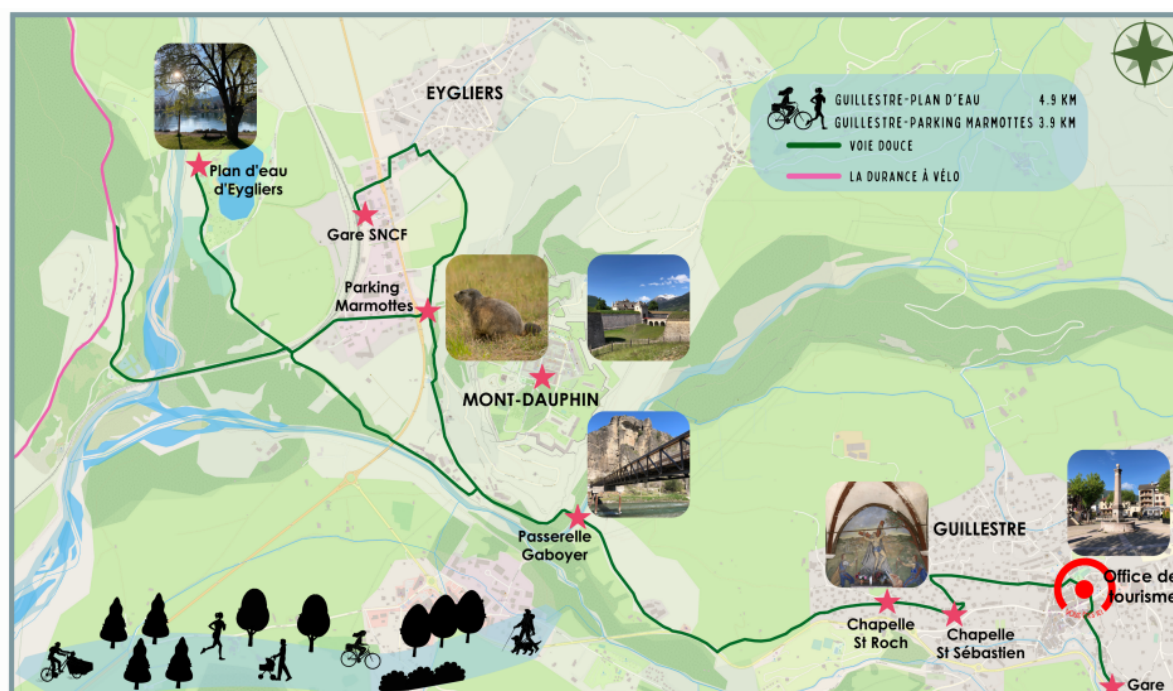 EYGLIERS
GUILLESTRE-PLAN D'EAU 4.9 KM
GUILLESTRE-PARKING MARMOTTES 3.9 KM
VOIE DOUCE
LA DURANCE À VÉLO
Plan d'eau
d'Eygliers
Gare SNCF
Parking
Marmottes
MONT-DAUPHIN
Passerelle
Gaboyer
GUILLESTRE
Office de
tourisme
Chapelle
St Roch
Chapelle
St Sébastien
Gare